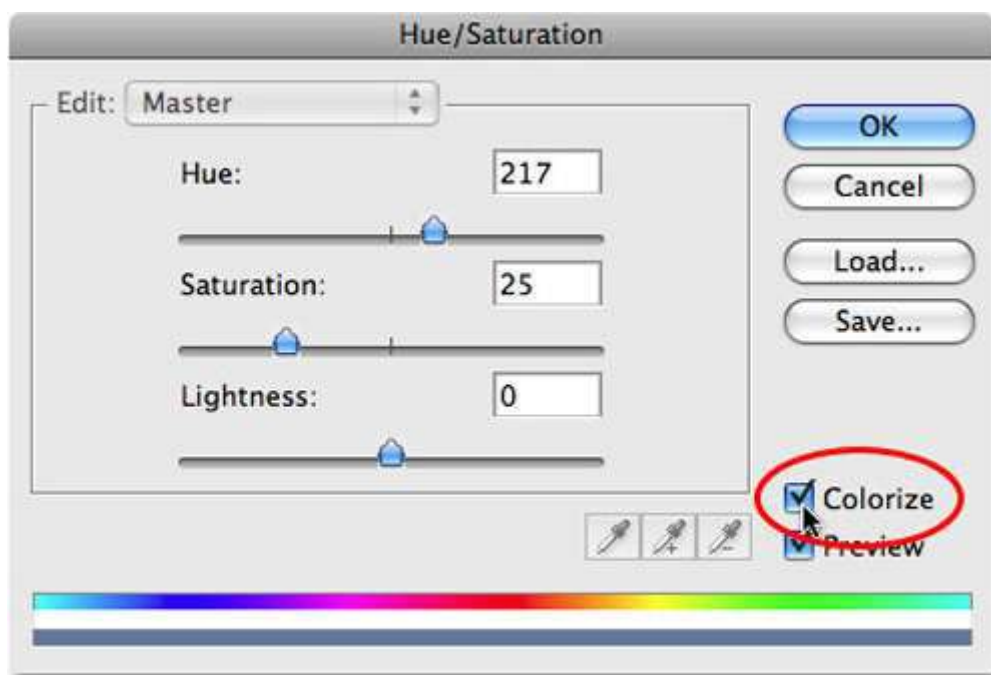 Hue/Saturation
Edit: Master
Hue: 217
Saturation: 25
Lightness: 0
OK
Cancel
Load...
Save...
Colorize
Preview